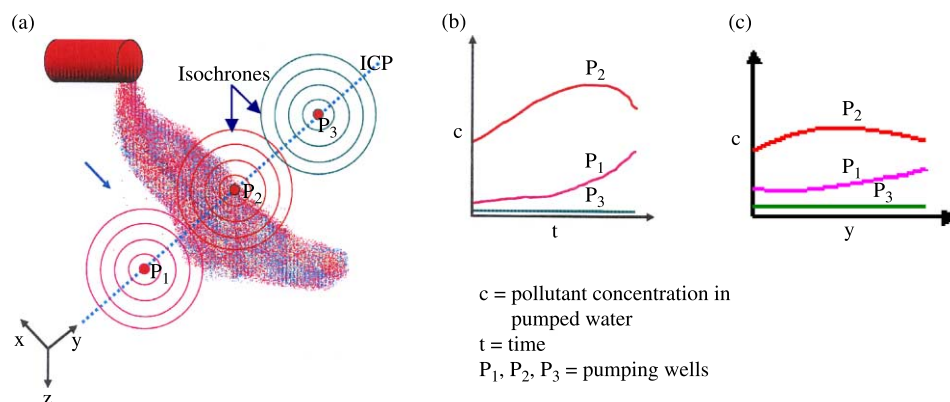 (a)
Isochrones
ICP
P3
P2
P1
x
y
z
(b)
c
P2
P1
P3
t
(c)
c
P2
P1
P3
y
c = pollutant concentration in
pumped water
t = time
P1, P2, P3 = pumping wells